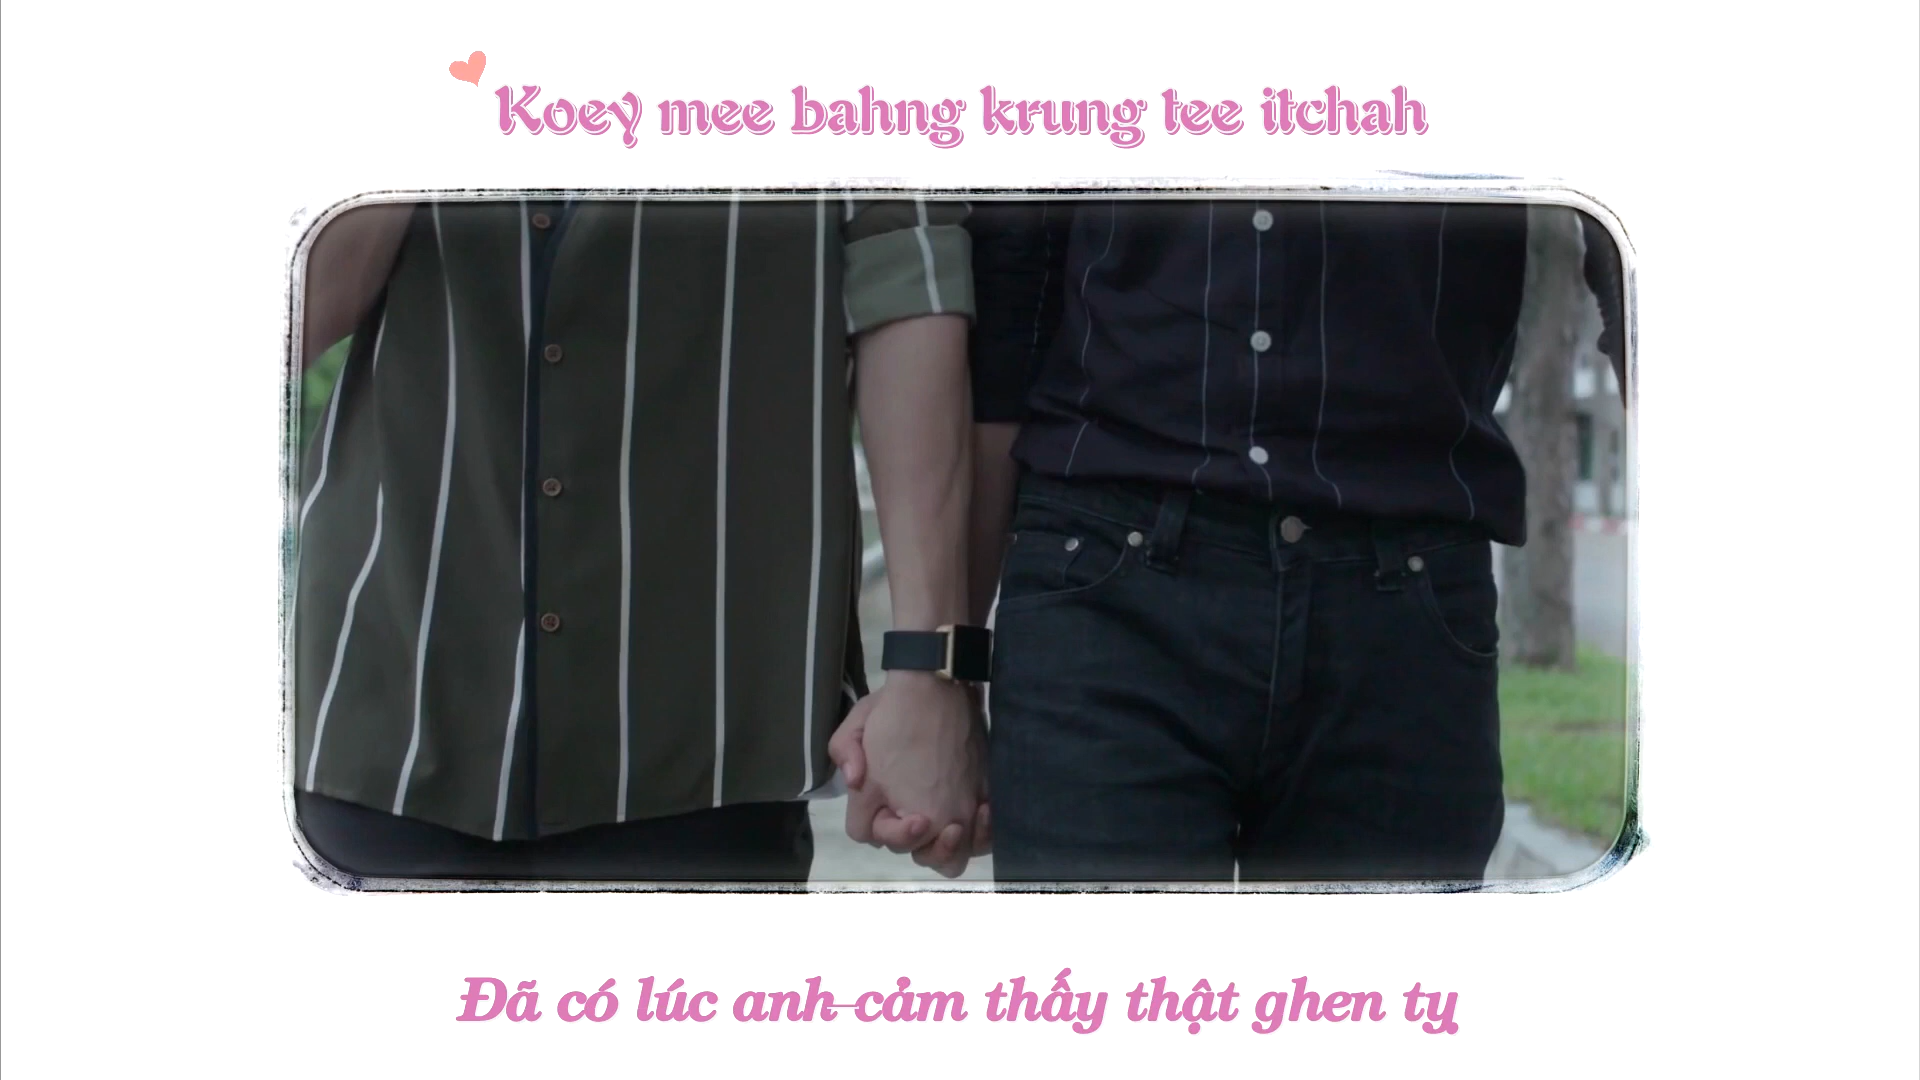 Koey mee bahng krung tee itchah
Đã có lúc anh cảm thấy thật ghen tỵ